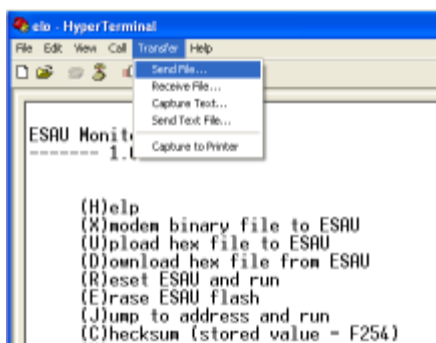 elo - HyperTerminal
File Edit View Call Transfer Help
Send File...
Receive File...
Capture Text...
Send Text File...
Capture to Printer
ESAU Monit
------- 1.
(H)elp
(X)modem binary file to ESAU
(U)pload hex file to ESAU
(D)ownload hex file from ESAU
(R)eset ESAU and run
(E)rase ESAU flash
(J)ump to address and run
(C)hecksum (stored value = F254)